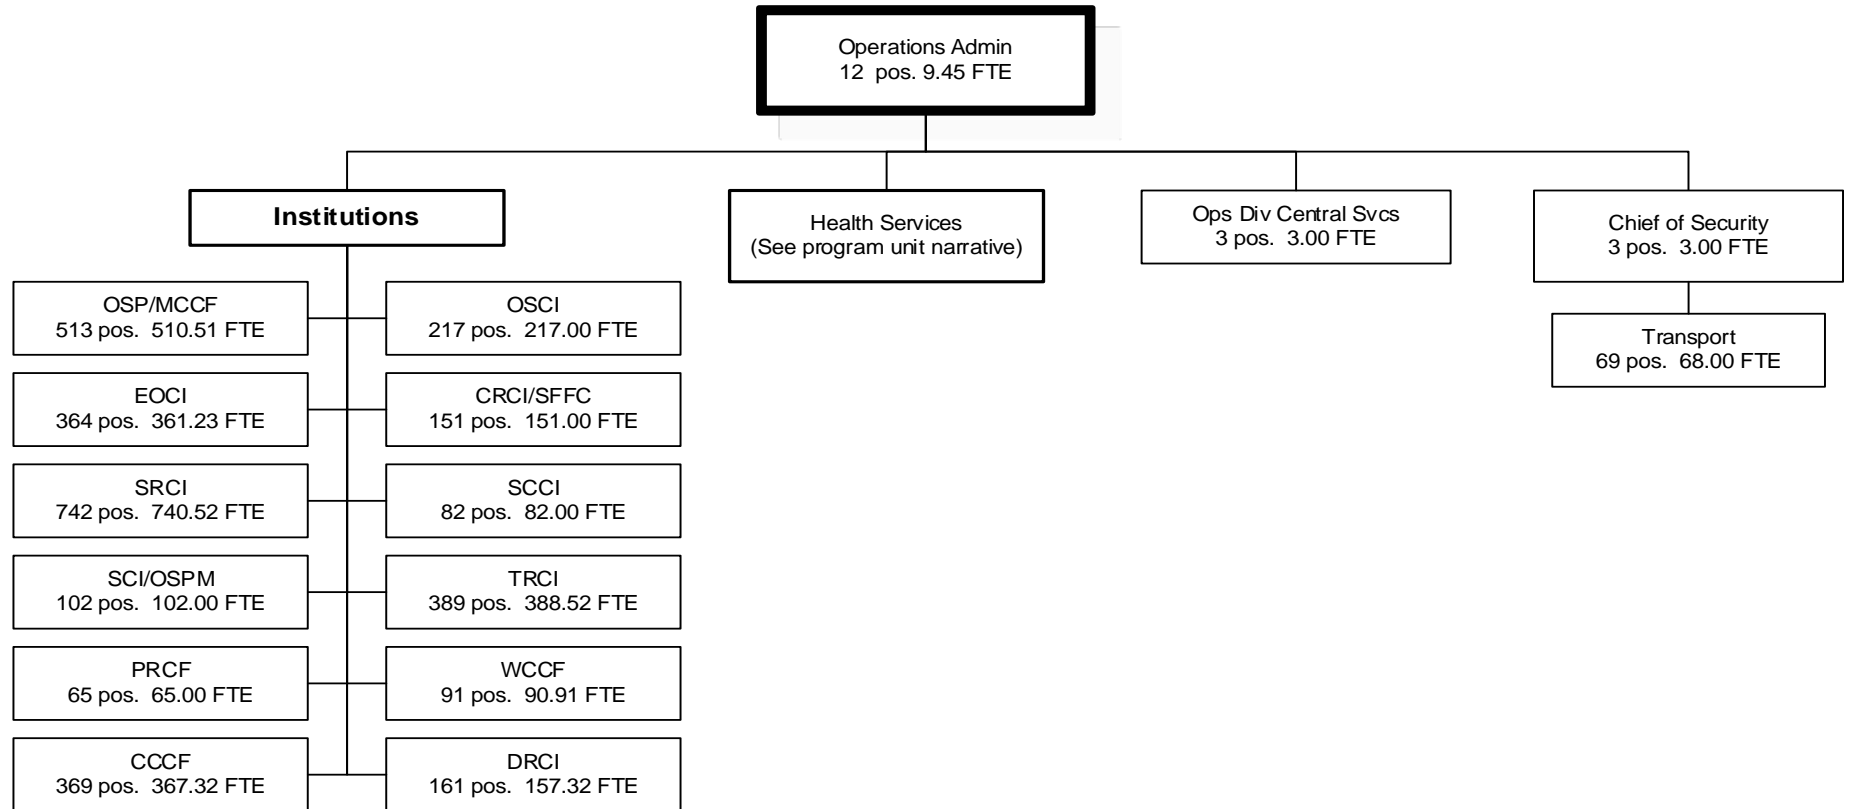 Operations Admin
12 pos. 9.45 FTE
Institutions
Health Services
(See program unit narrative)
Ops Div Central Svcs
3 pos. 3.00 FTE
Chief of Security
3 pos. 3.00 FTE
Transport
69 pos. 68.00 FTE
OSP/MCCF
513 pos. 510.51 FTE
OSCI
217 pos. 217.00 FTE
EOCI
364 pos. 361.23 FTE
CRCI/SFFC
151 pos. 151.00 FTE
SRCI
742 pos. 740.52 FTE
SCCI
82 pos. 82.00 FTE
SCI/OSPM
102 pos. 102.00 FTE
TRCI
389 pos. 388.52 FTE
PRCF
65 pos. 65.00 FTE
WCCF
91 pos. 90.91 FTE
CCCF
369 pos. 367.32 FTE
DRCI
161 pos. 157.32 FTE